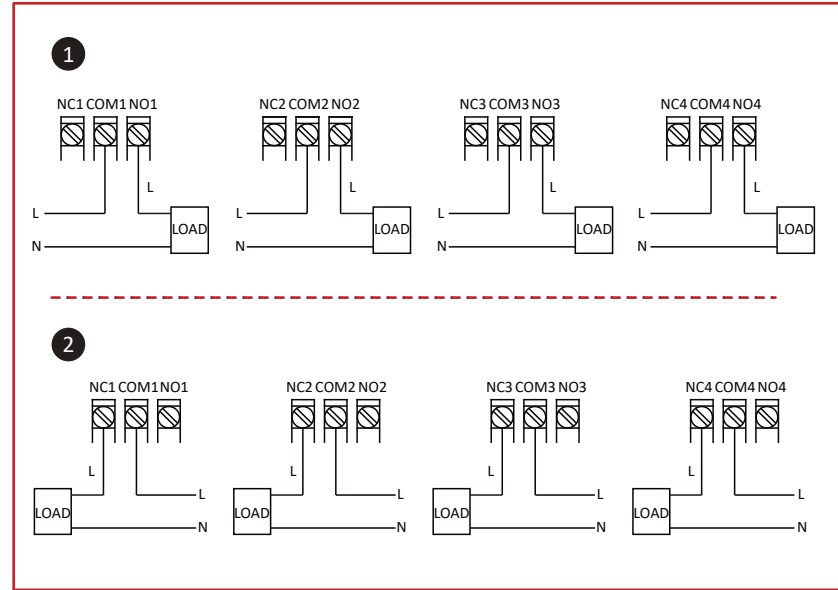 1
NC1 COM1 NO1 NC2 COM2 NO2 NC3 COM3 NO3 NC4 COM4 NO4
L L L L
L LOAD L LOAD L LOAD L LOAD
N N N N
2
NC1 COM1 NO1 NC2 COM2 NO2 NC3 COM3 NO3 NC4 COM4 NO4
L L L L
L L L L
LOAD N LOAD N LOAD N LOAD N